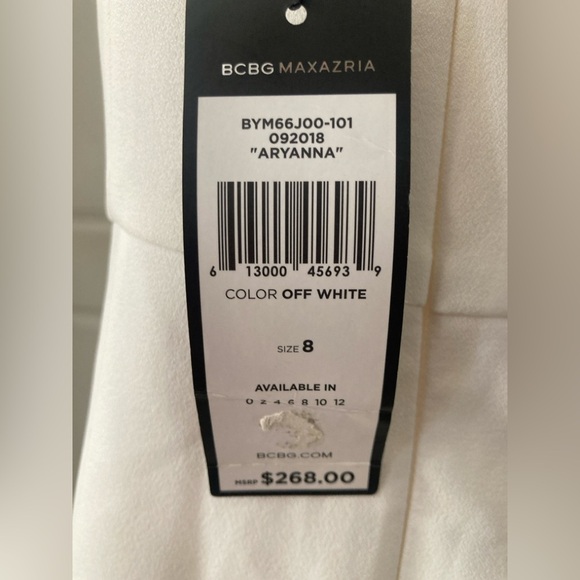 BCBG MAXAZRIA
BYM66J00-101
092018
"ARYANNA"
6 13000 45693 9
COLOR OFF WHITE
SIZE 8
AVAILABLE IN
0 2 4 6 8 10 12
BCBG.COM
MSRP $268.00